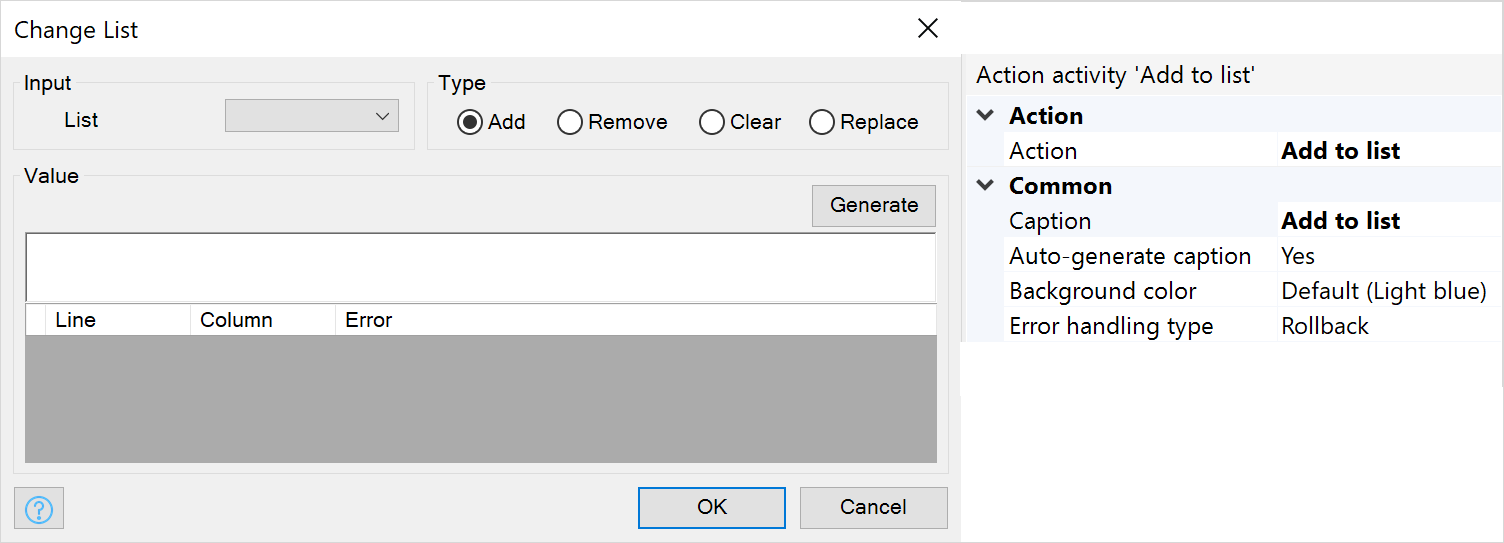 Change List
Input
List
Type
Add Remove Clear Replace
Value
Generate
Line Column Error
OK Cancel
Action activity 'Add to list'
Action
Action Add to list
Common
Caption Add to list
Auto-generate caption Yes
Background color Default (Light blue)
Error handling type Rollback